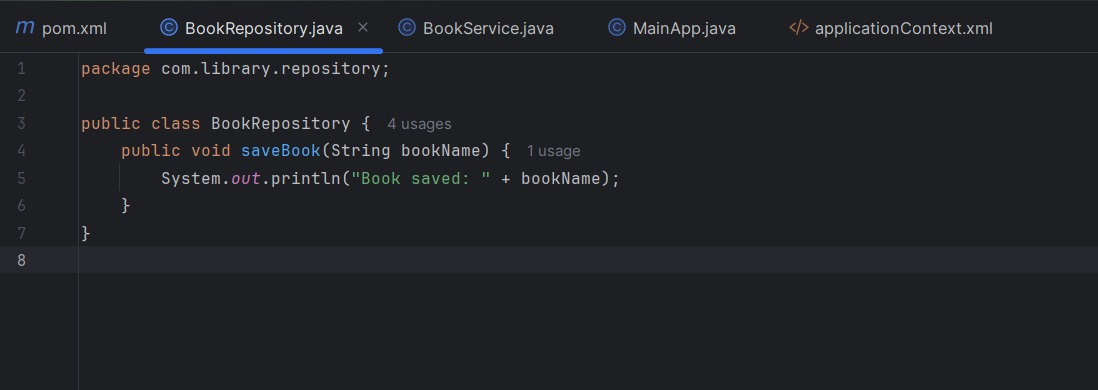 m pom.xml BookRepository.java × BookService.java MainApp.java </> applicationContext.xml
1 package com.library.repository;
2
3 public class BookRepository { 4 usages
4     public void saveBook(String bookName) { 1 usage
5         System.out.println("Book saved: " + bookName);
6     }
7 }
8